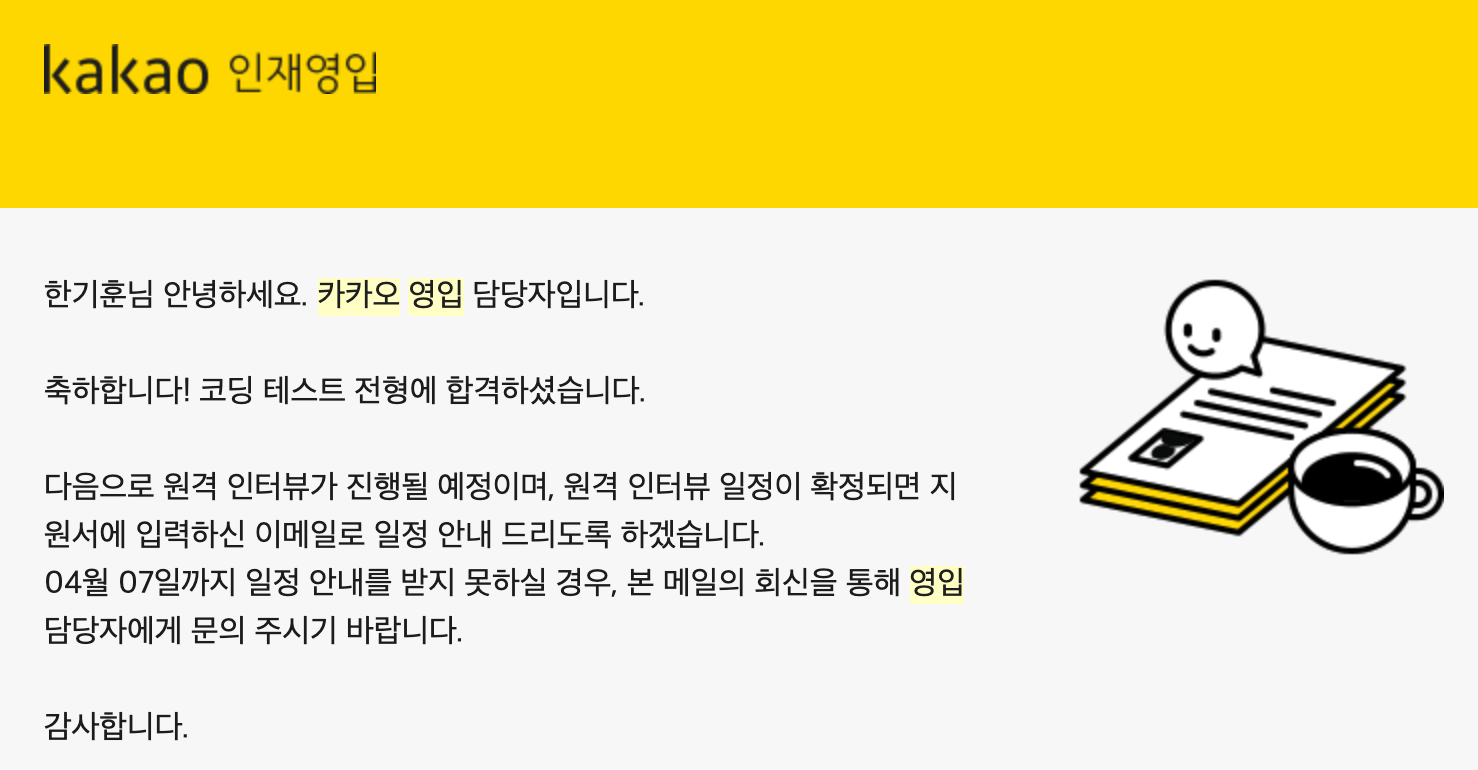 kakao 인재영입
한기훈님 안녕하세요. 카카오 영입 담당자입니다.
축하합니다! 코딩 테스트 전형에 합격하셨습니다.
다음으로 원격 인터뷰가 진행될 예정이며, 원격 인터뷰 일정이 확정되면 지
원서에 입력하신 이메일로 일정 안내 드리도록 하겠습니다.
04월 07일까지 일정 안내를 받지 못하실 경우, 본 메일의 회신을 통해 영입
담당자에게 문의 주시기 바랍니다.
감사합니다.